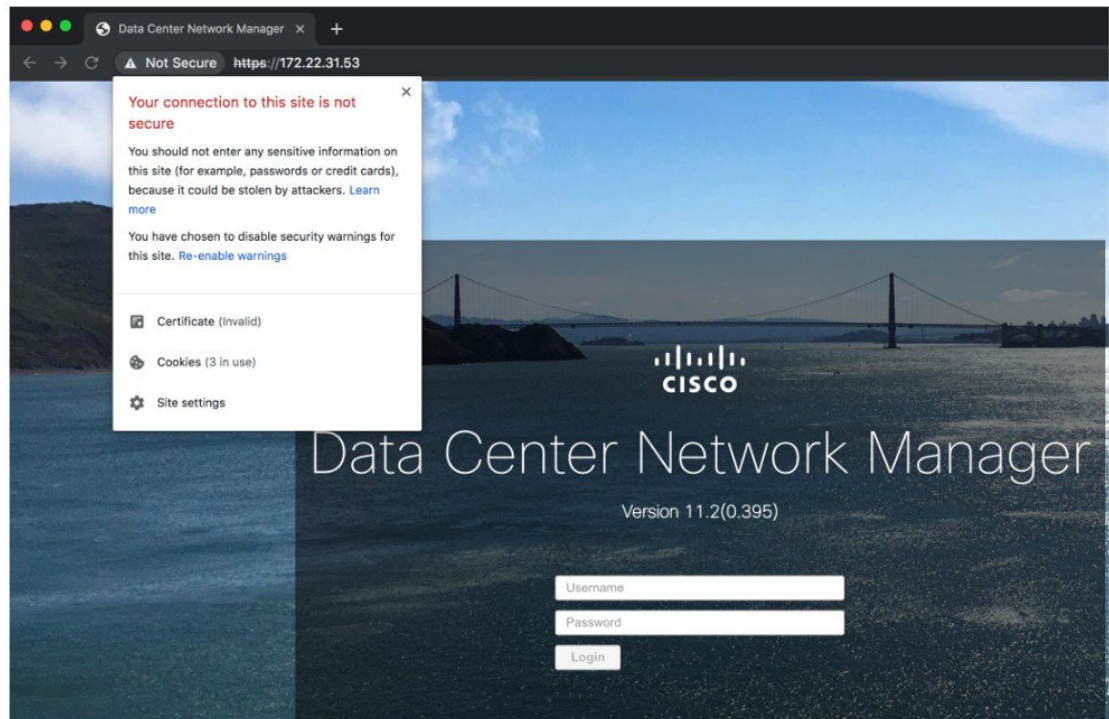 Data Center Network Manager
Not Secure https://172.22.31.53
Your connection to this site is not
secure
You should not enter any sensitive information on
this site (for example, passwords or credit cards),
because it could be stolen by attackers. Learn
more
You have chosen to disable security warnings for
this site. Re-enable warnings
Certificate (Invalid)
Cookies (3 in use)
Site settings
CISCO
Data Center Network Manager
Version 11.2(0.395)
Username
Password
Login